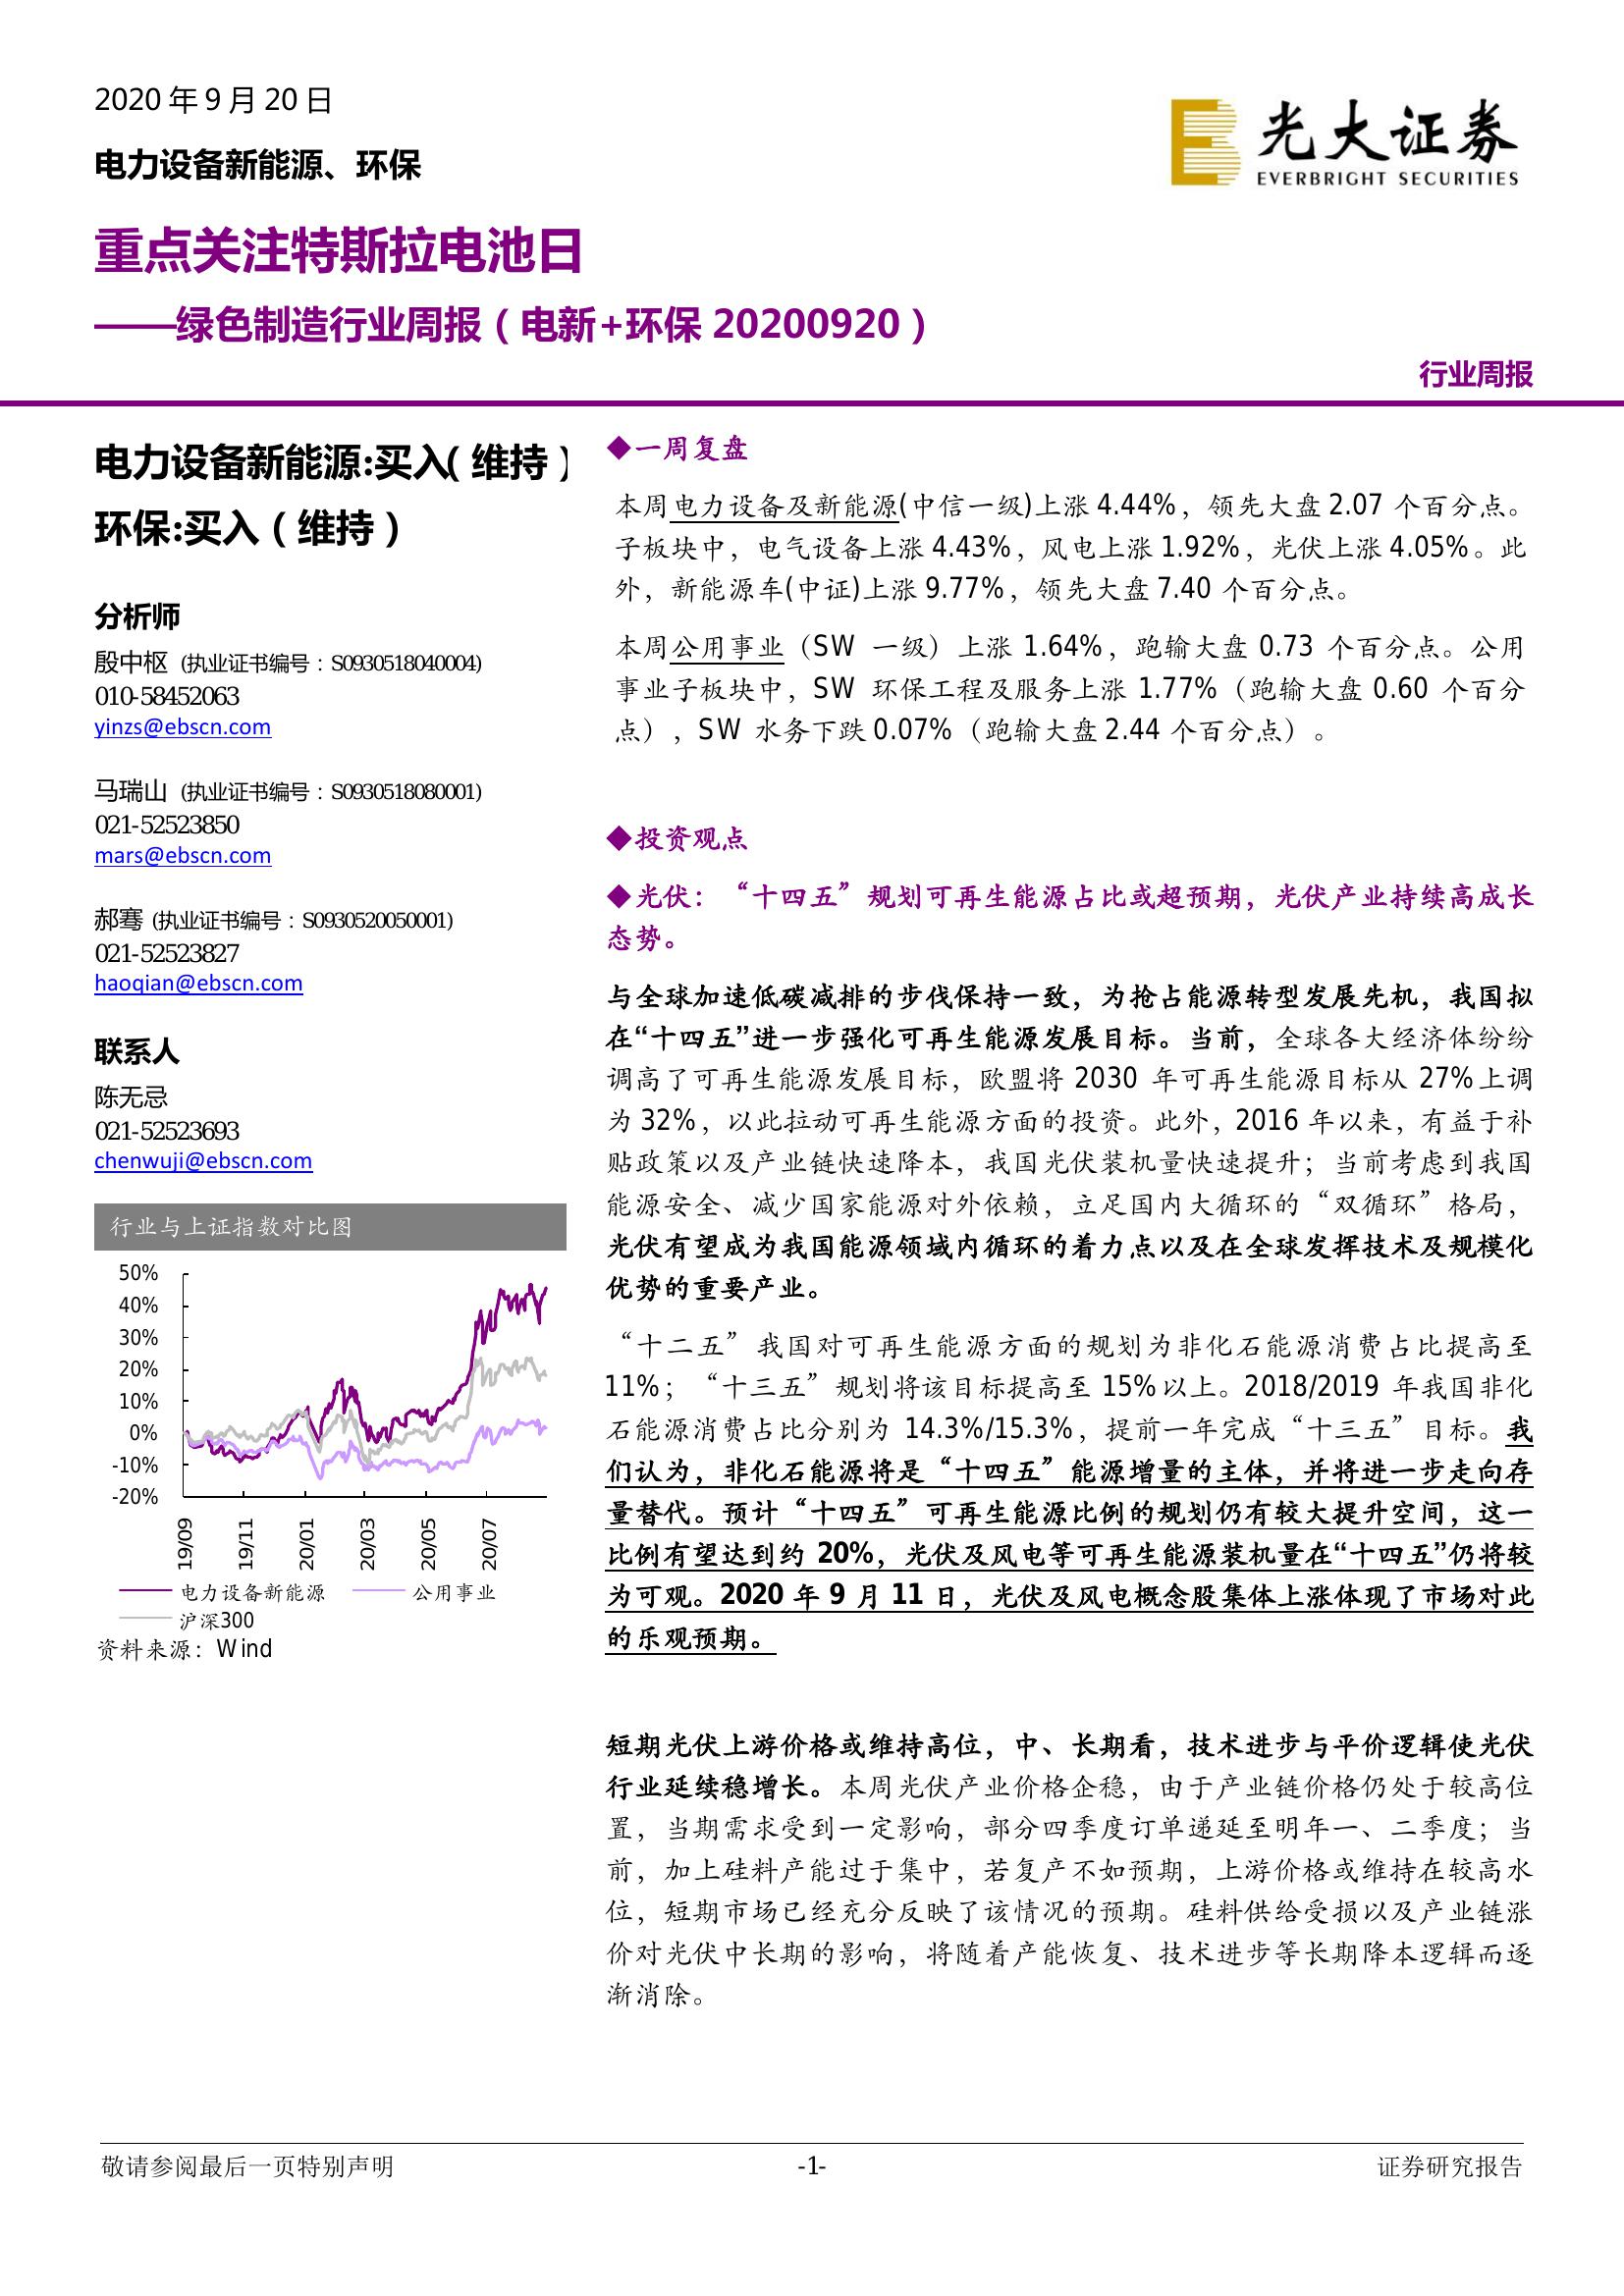 2020 年 9 月 20 日
电力设备新能源、环保
光大证券
EVERBRIGHT SECURITIES
重点关注特斯拉电池日
——绿色制造行业周报（电新+环保 20200920）
行业周报
电力设备新能源:买入（维持）
环保:买入（维持）
分析师
殷中枢 (执业证书编号：S0930518040004)
010-58452063
yinzs@ebscn.com
马瑞山 (执业证书编号：S0930518080001)
021-52523850
mars@ebscn.com
郝骞 (执业证书编号：S0930520050001)
021-52523827
haoqian@ebscn.com
联系人
陈无忌
021-52523693
chenwuji@ebscn.com
行业与上证指数对比图
50%
40%
30%
20%
10%
0%
-10%
-20%
19/09
19/11
20/01
20/03
20/05
20/07
电力设备新能源
公用事业
沪深300
资料来源：Wind
◆一周复盘
本周电力设备及新能源(中信一级)上涨 4.44%，领先大盘 2.07 个百分点。
子板块中，电气设备上涨 4.43%，风电上涨 1.92%，光伏上涨 4.05%。此
外，新能源车(中证)上涨 9.77%，领先大盘 7.40 个百分点。
本周公用事业（SW 一级）上涨 1.64%，跑输大盘 0.73 个百分点。公用
事业子板块中，SW 环保工程及服务上涨 1.77%（跑输大盘 0.60 个百分
点），SW 水务下跌 0.07%（跑输大盘 2.44 个百分点）。
◆投资观点
◆光伏：“十四五”规划可再生能源占比或超预期，光伏产业持续高成长
态势。
与全球加速低碳减排的步伐保持一致，为抢占能源转型发展先机，我国拟
在“十四五”进一步强化可再生能源发展目标。当前，全球各大经济体纷纷
调高了可再生能源发展目标，欧盟将 2030 年可再生能源目标从 27%上调
为 32%，以此拉动可再生能源方面的投资。此外，2016 年以来，有益于补
贴政策以及产业链快速降本，我国光伏装机量快速提升；当前考虑到我国
能源安全、减少国家能源对外依赖，立足国内大循环的“双循环”格局，
光伏有望成为我国能源领域内循环的着力点以及在全球发挥技术及规模化
优势的重要产业。
“十二五”我国对可再生能源方面的规划为非化石能源消费占比提高至
11%；“十三五”规划将该目标提高至 15%以上。2018/2019 年我国非化
石能源消费占比分别为 14.3%/15.3%，提前一年完成“十三五”目标。我
们认为，非化石能源将是“十四五”能源增量的主体，并将进一步走向存
量替代。预计“十四五”可再生能源比例的规划仍有较大提升空间，这一
比例有望达到约 20%，光伏及风电等可再生能源装机量在“十四五”仍将较
为可观。2020 年 9 月 11 日，光伏及风电概念股集体上涨体现了市场对此
的乐观预期。
短期光伏上游价格或维持高位，中、长期看，技术进步与平价逻辑使光伏
行业延续稳增长。本周光伏产业价格企稳，由于产业链价格仍处于较高位
置，当期需求受到一定影响，部分四季度订单递延至明年一、二季度；当
前，加上硅料产能过于集中，若复产不如预期，上游价格或维持在较高水
位，短期市场已经充分反映了该情况的预期。硅料供给受损以及产业链涨
价对光伏中长期的影响，将随着产能恢复、技术进步等长期降本逻辑而逐
渐消除。
敬请参阅最后一页特别声明
-1-
证券研究报告